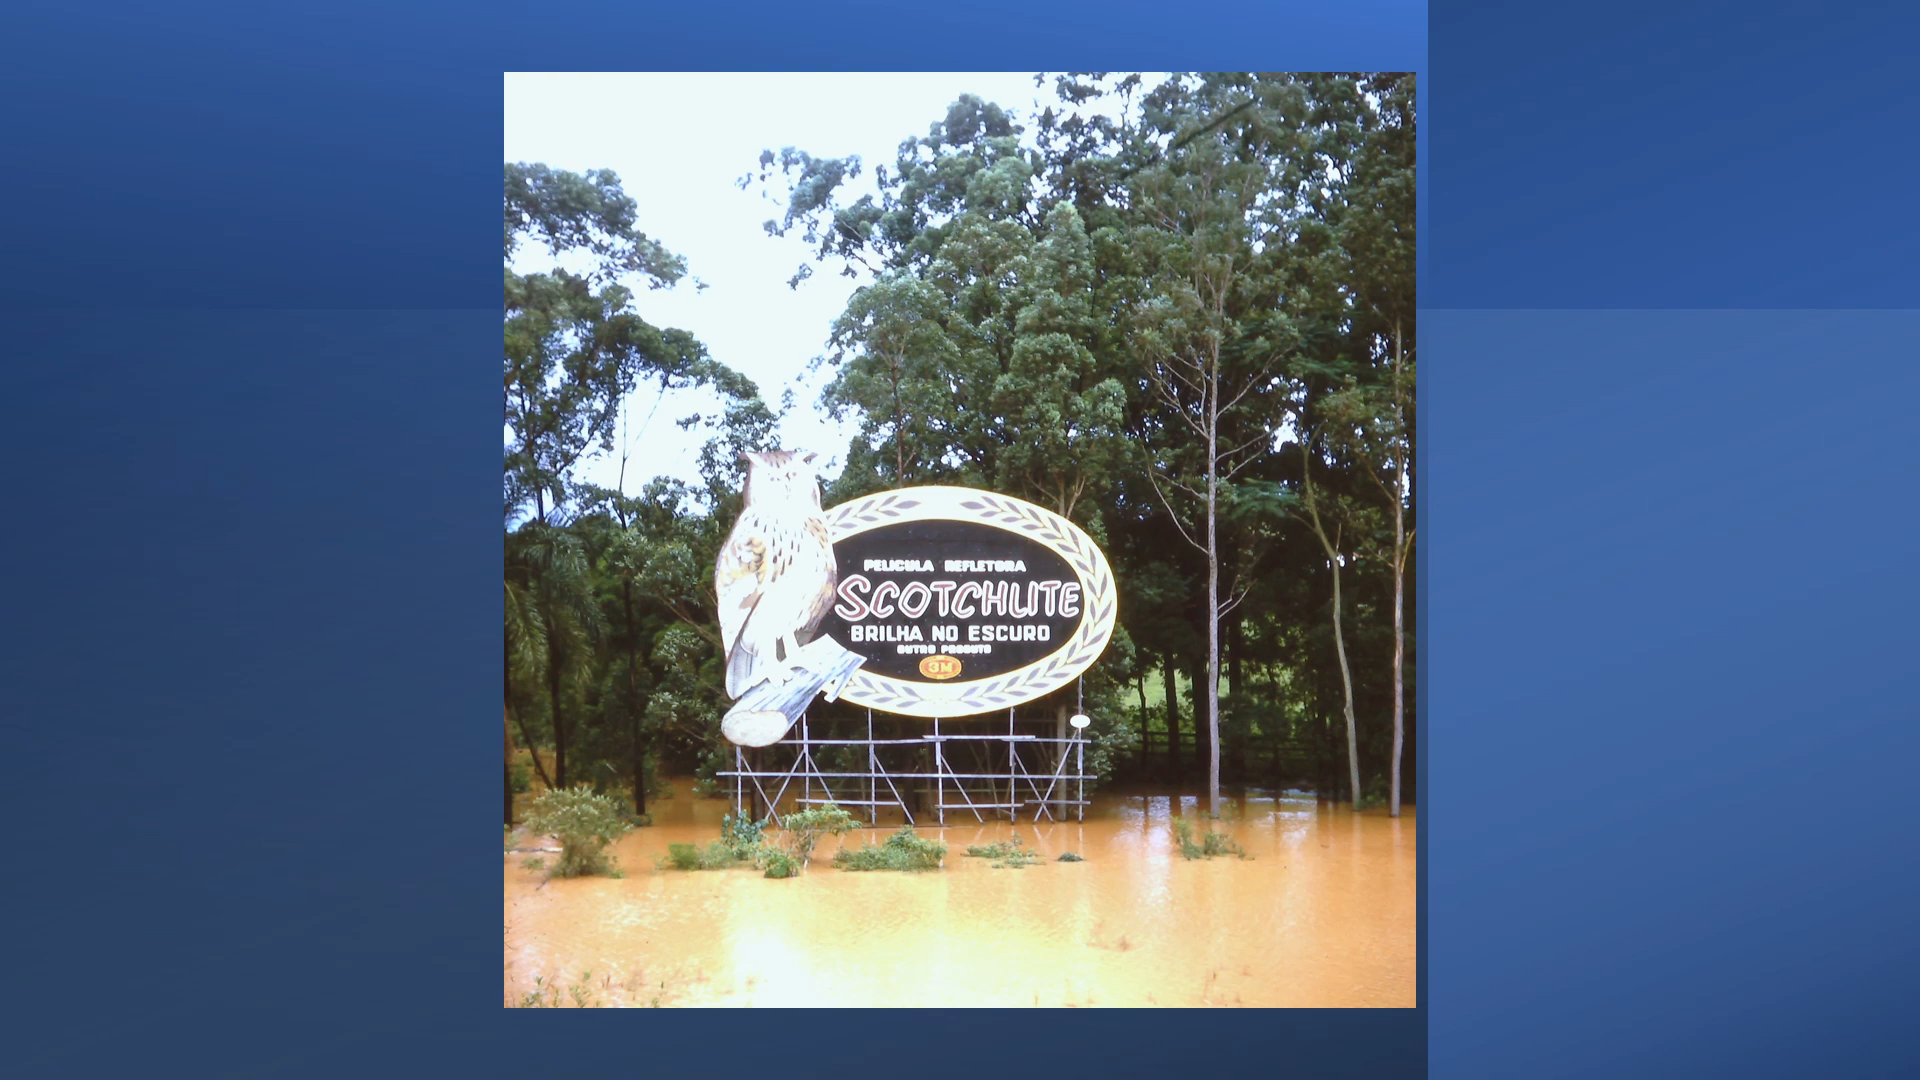 PELICULA REFLETORA
SCOTCHLITE
BRILHA NO ESCURO
OUTRO PRODUTO
3M